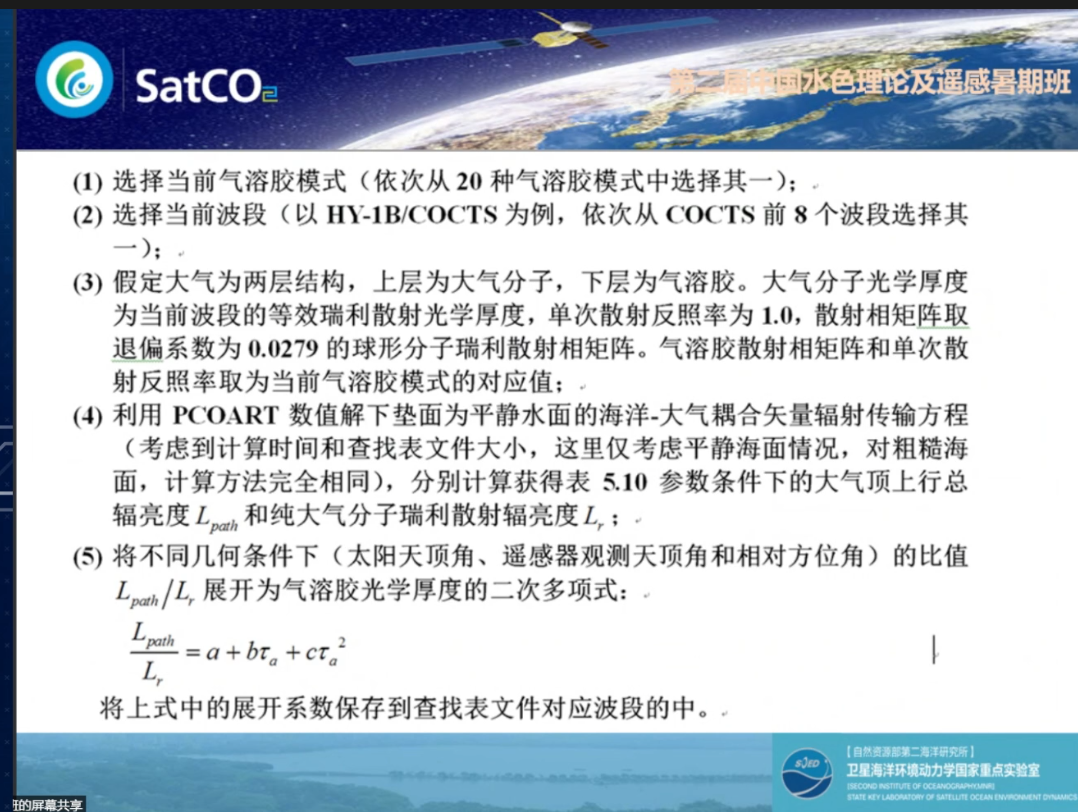 SatCO2
第二届中国水色理论及遥感暑期班
(1) 选择当前气溶胶模式（依次从 20 种气溶胶模式中选择其一）；
(2) 选择当前波段（以 HY-1B/COCTS 为例，依次从 COCTS 前 8 个波段选择其
一）；
(3) 假定大气为两层结构，上层为大气分子，下层为气溶胶。大气分子光学厚度
为当前波段的等效瑞利散射光学厚度，单次散射反照率为 1.0，散射相矩阵取
退偏系数为 0.0279 的球形分子瑞利散射相矩阵。气溶胶散射相矩阵和单次散
射反照率取为当前气溶胶模式的对应值；
(4) 利用 PCOART 数值解下垫面为平静水面的海洋-大气耦合矢量辐射传输方程
（考虑到计算时间和查找表文件大小，这里仅考虑平静海面情况，对粗糙海
面，计算方法完全相同），分别计算获得表 5.10 参数条件下的大气顶上行总
辐亮度 L_path 和纯大气分子瑞利散射辐亮度 L_r；
(5) 将不同几何条件下（太阳天顶角、遥感器观测天顶角和相对方位角）的比值
L_path/L_r 展开为气溶胶光学厚度的二次多项式：
L_path/L_r = a + bτ_a + cτ_a²
将上式中的展开系数保存到查找表文件对应波段的中。
SOED
【自然资源部第二海洋研究所】
卫星海洋环境动力学国家重点实验室
(SECOND INSTITUTE OF OCEANOGRAPHY,MNR)
STATE KEY LABORATORY OF SATELLITE OCEAN ENVIRONMENT DYNAMICS
班的屏幕共享